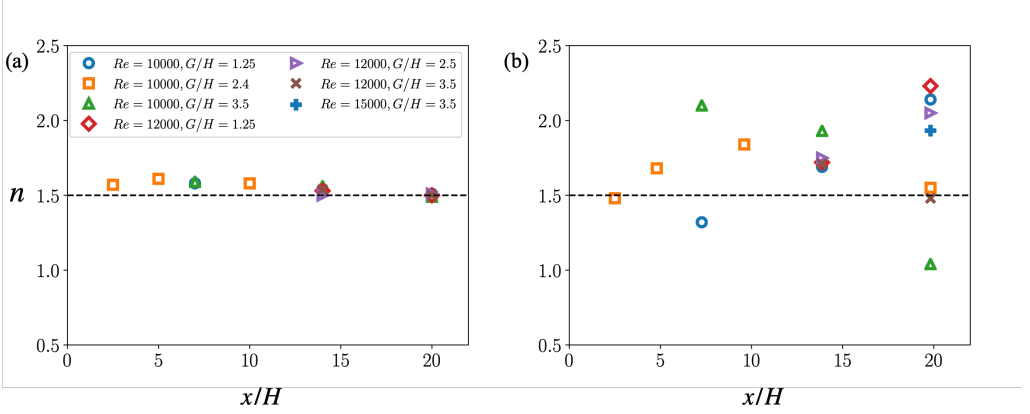 (a)
2.5
2.0
1.5
1.0
0.5
n
Re = 10000, G/H = 1.25
Re = 10000, G/H = 2.4
Re = 10000, G/H = 3.5
Re = 12000, G/H = 1.25
Re = 12000, G/H = 2.5
Re = 12000, G/H = 3.5
Re = 15000, G/H = 3.5
0 5 10 15 20
x/H
(b)
2.5
2.0
1.5
1.0
0.5
0 5 10 15 20
x/H